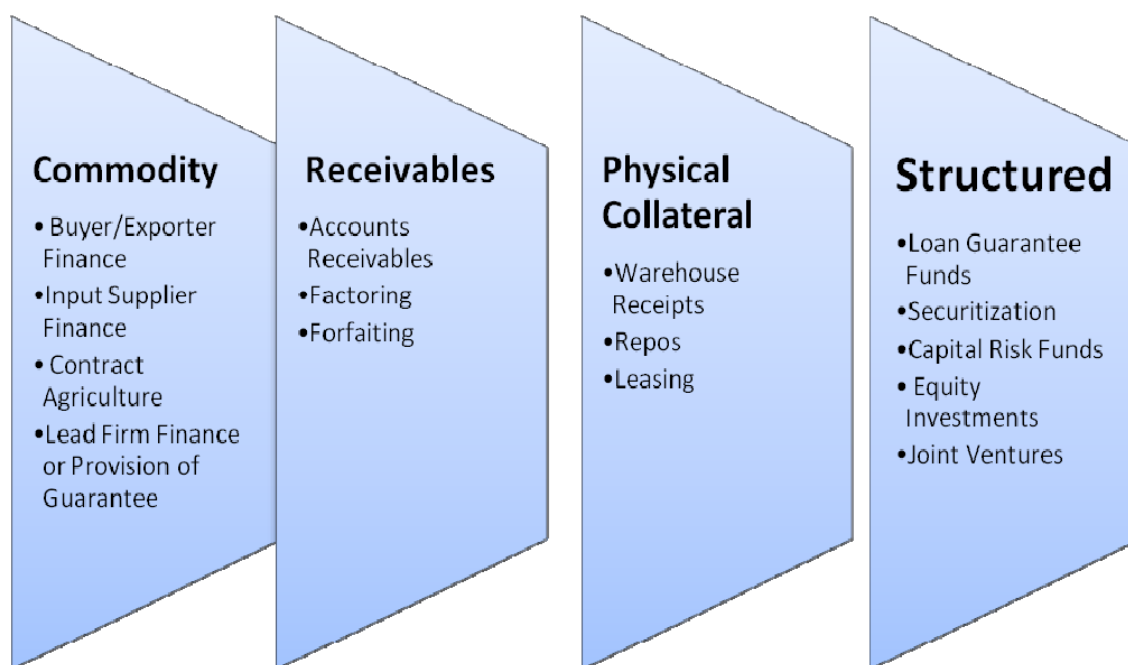 Commodity
• Buyer/Exporter
Finance
•Input Supplier
Finance
• Contract
Agriculture
•Lead Firm Finance
or Provision of
Guarantee
Receivables
•Accounts
Receivables
•Factoring
•Forfaiting
Physical
Collateral
•Warehouse
Receipts
•Repos
•Leasing
Structured
•Loan Guarantee
Funds
•Securitization
•Capital Risk Funds
• Equity
Investments
•Joint Ventures